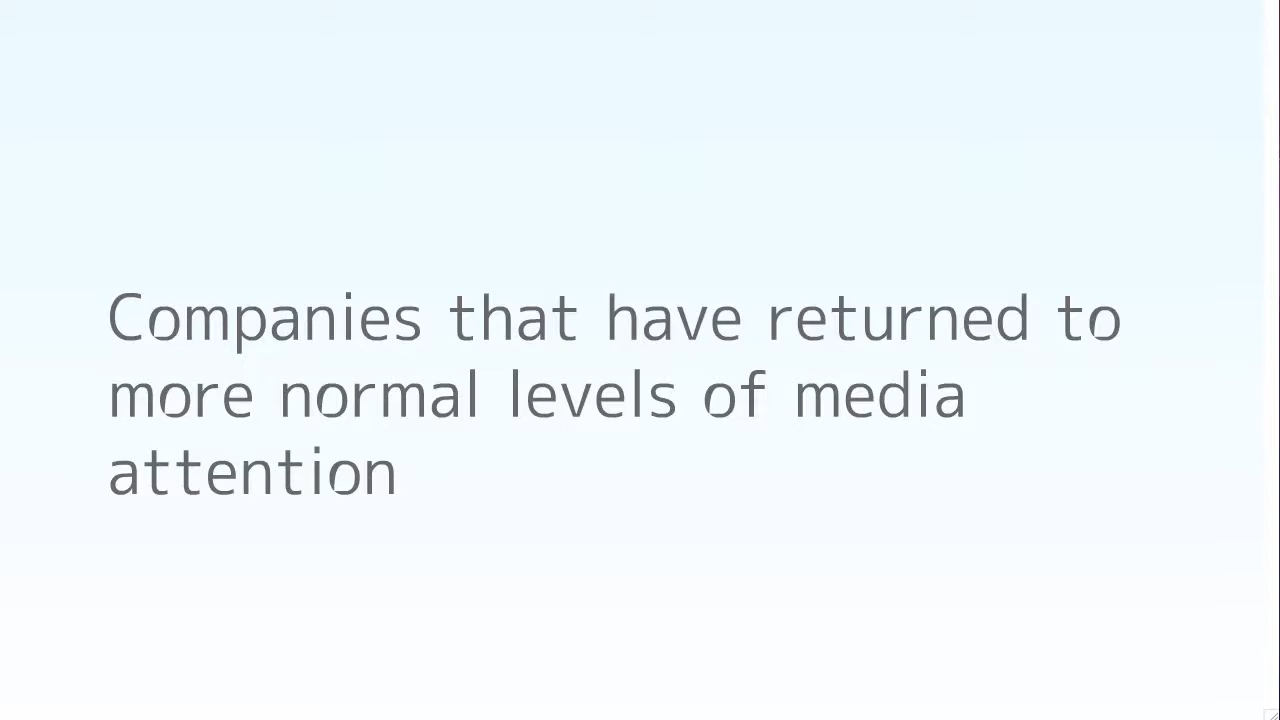 Companies that have returned to
more normal levels of media
attention